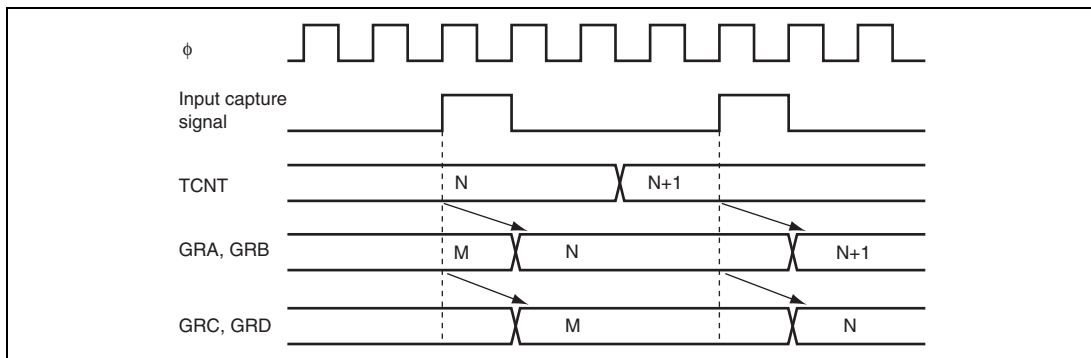 ϕ
Input capture
signal
TCNT N N+1
GRA, GRB M N N+1
GRC, GRD M N